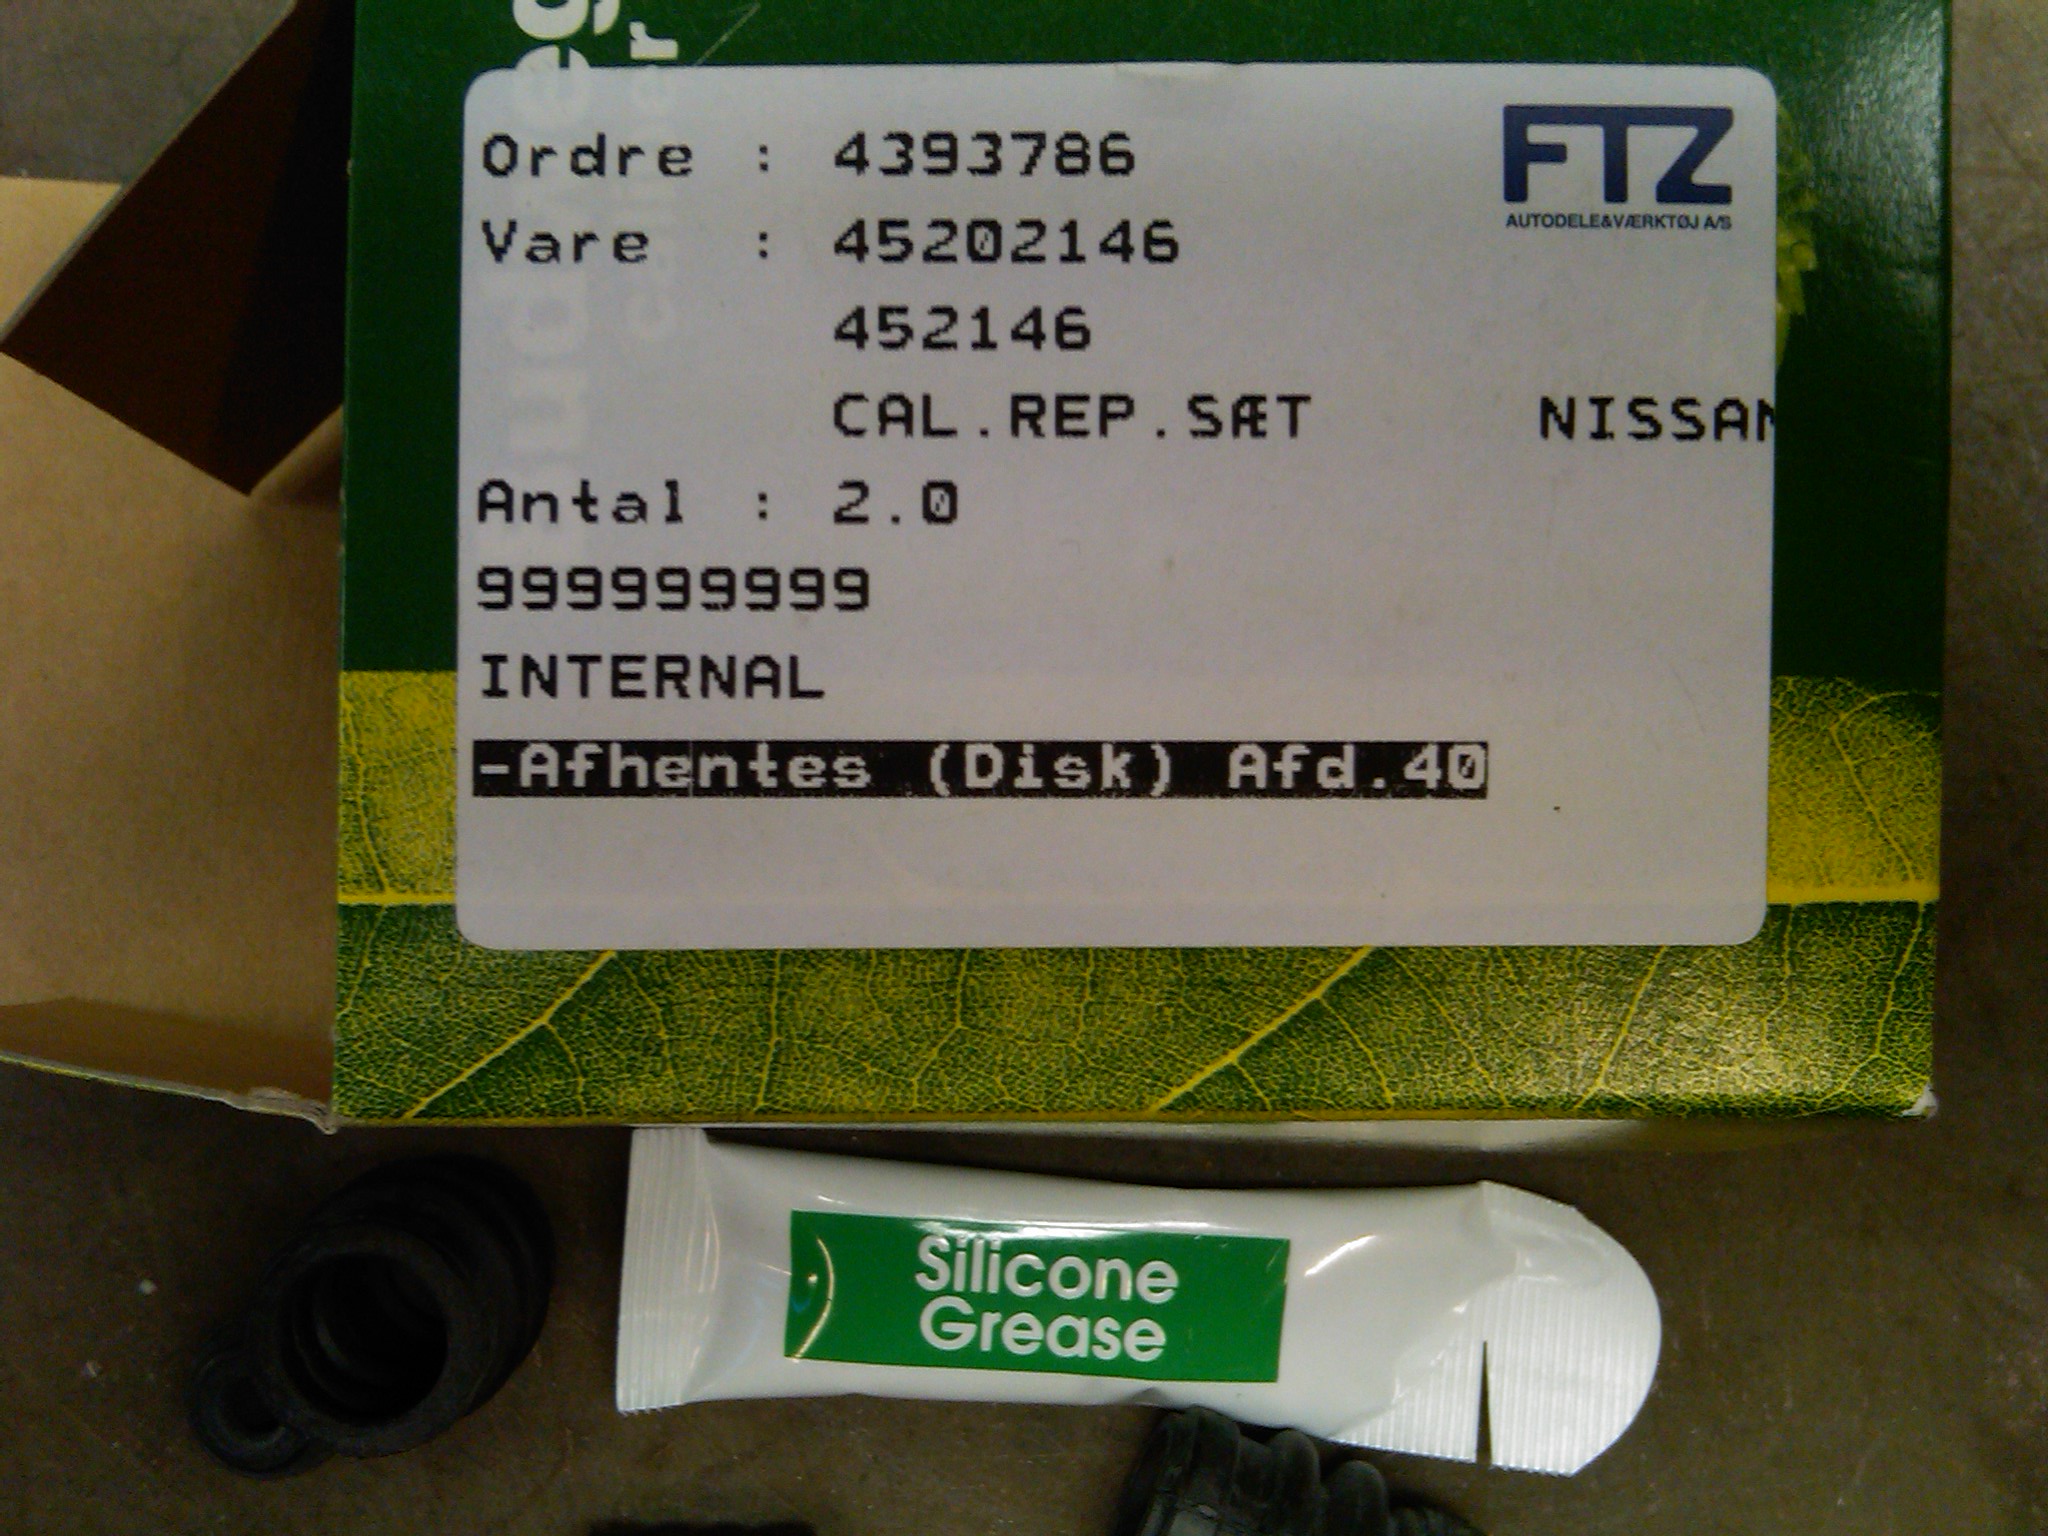 Ordre : 4393786
FTZ
AUTODELE&VÆRKTØJ A/S
Vare : 45202146
452146
CAL.REP.SÆT NISSAN
Antal : 2.0
999999999
INTERNAL
-Afhentes (Disk) Afd.40
Silicone
Grease